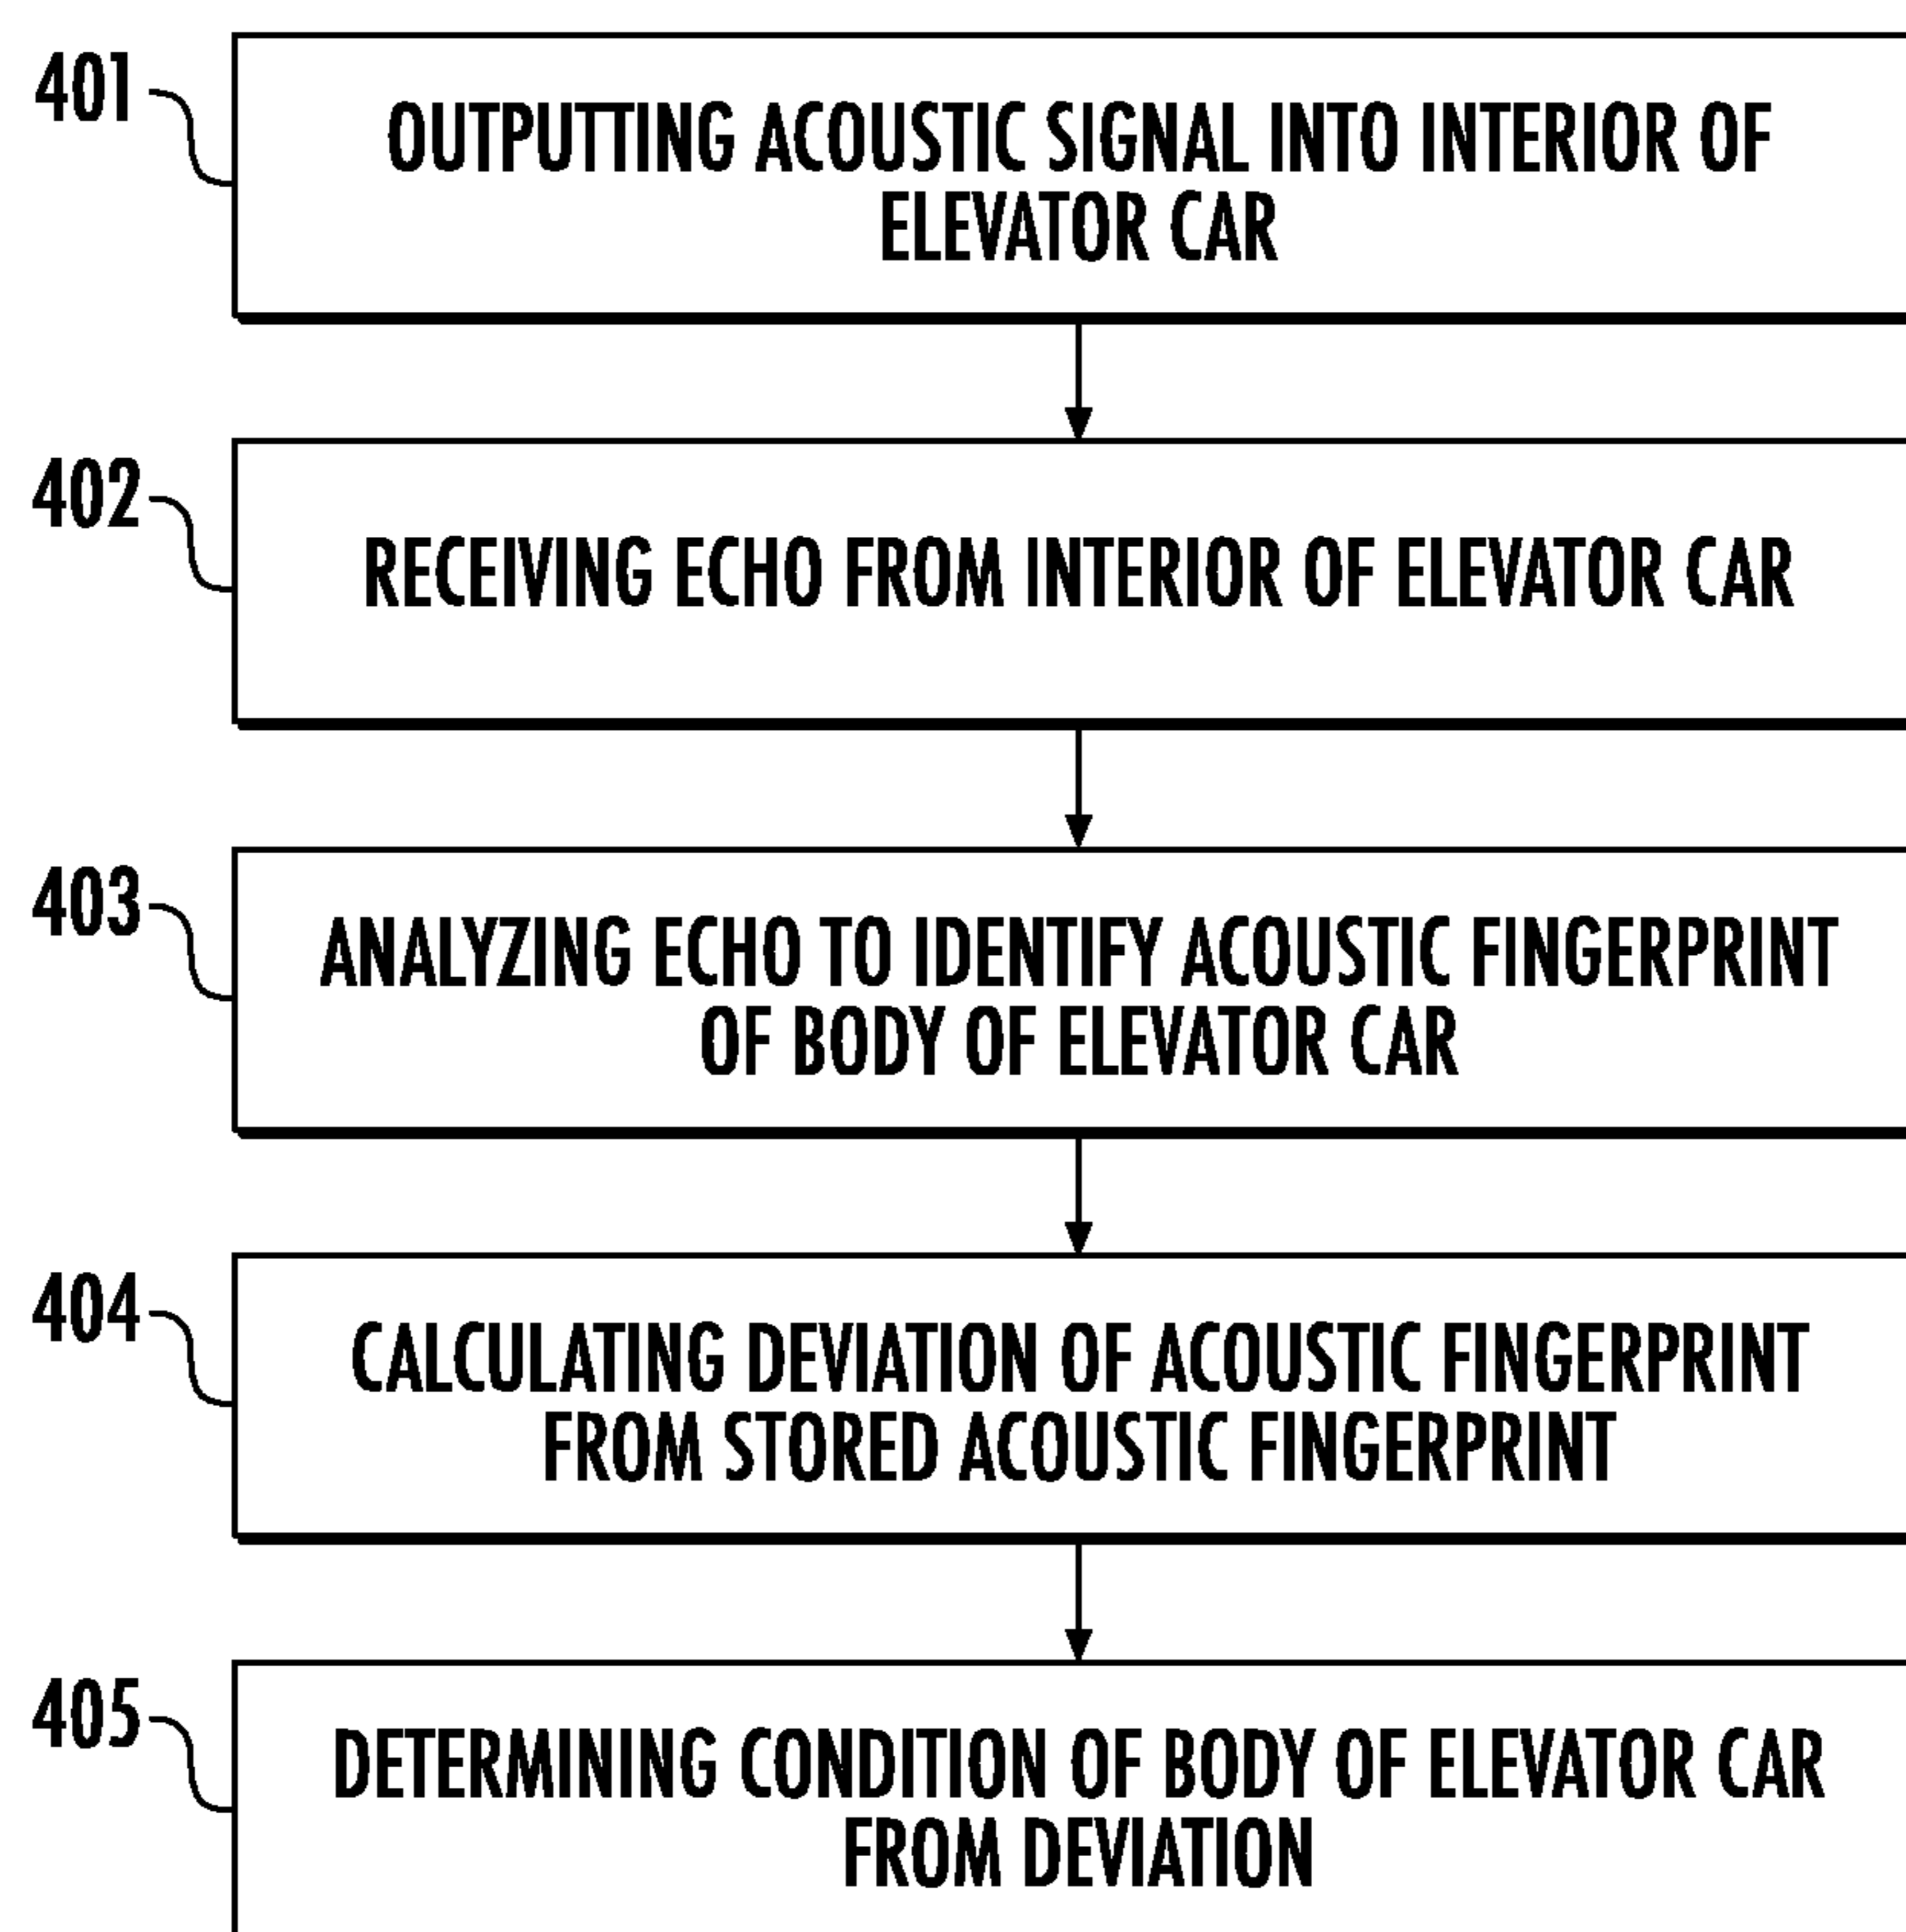 401
OUTPUTTING ACOUSTIC SIGNAL INTO INTERIOR OF
ELEVATOR CAR
402
RECEIVING ECHO FROM INTERIOR OF ELEVATOR CAR
403
ANALYZING ECHO TO IDENTIFY ACOUSTIC FINGERPRINT
OF BODY OF ELEVATOR CAR
404
CALCULATING DEVIATION OF ACOUSTIC FINGERPRINT
FROM STORED ACOUSTIC FINGERPRINT
405
DETERMINING CONDITION OF BODY OF ELEVATOR CAR
FROM DEVIATION